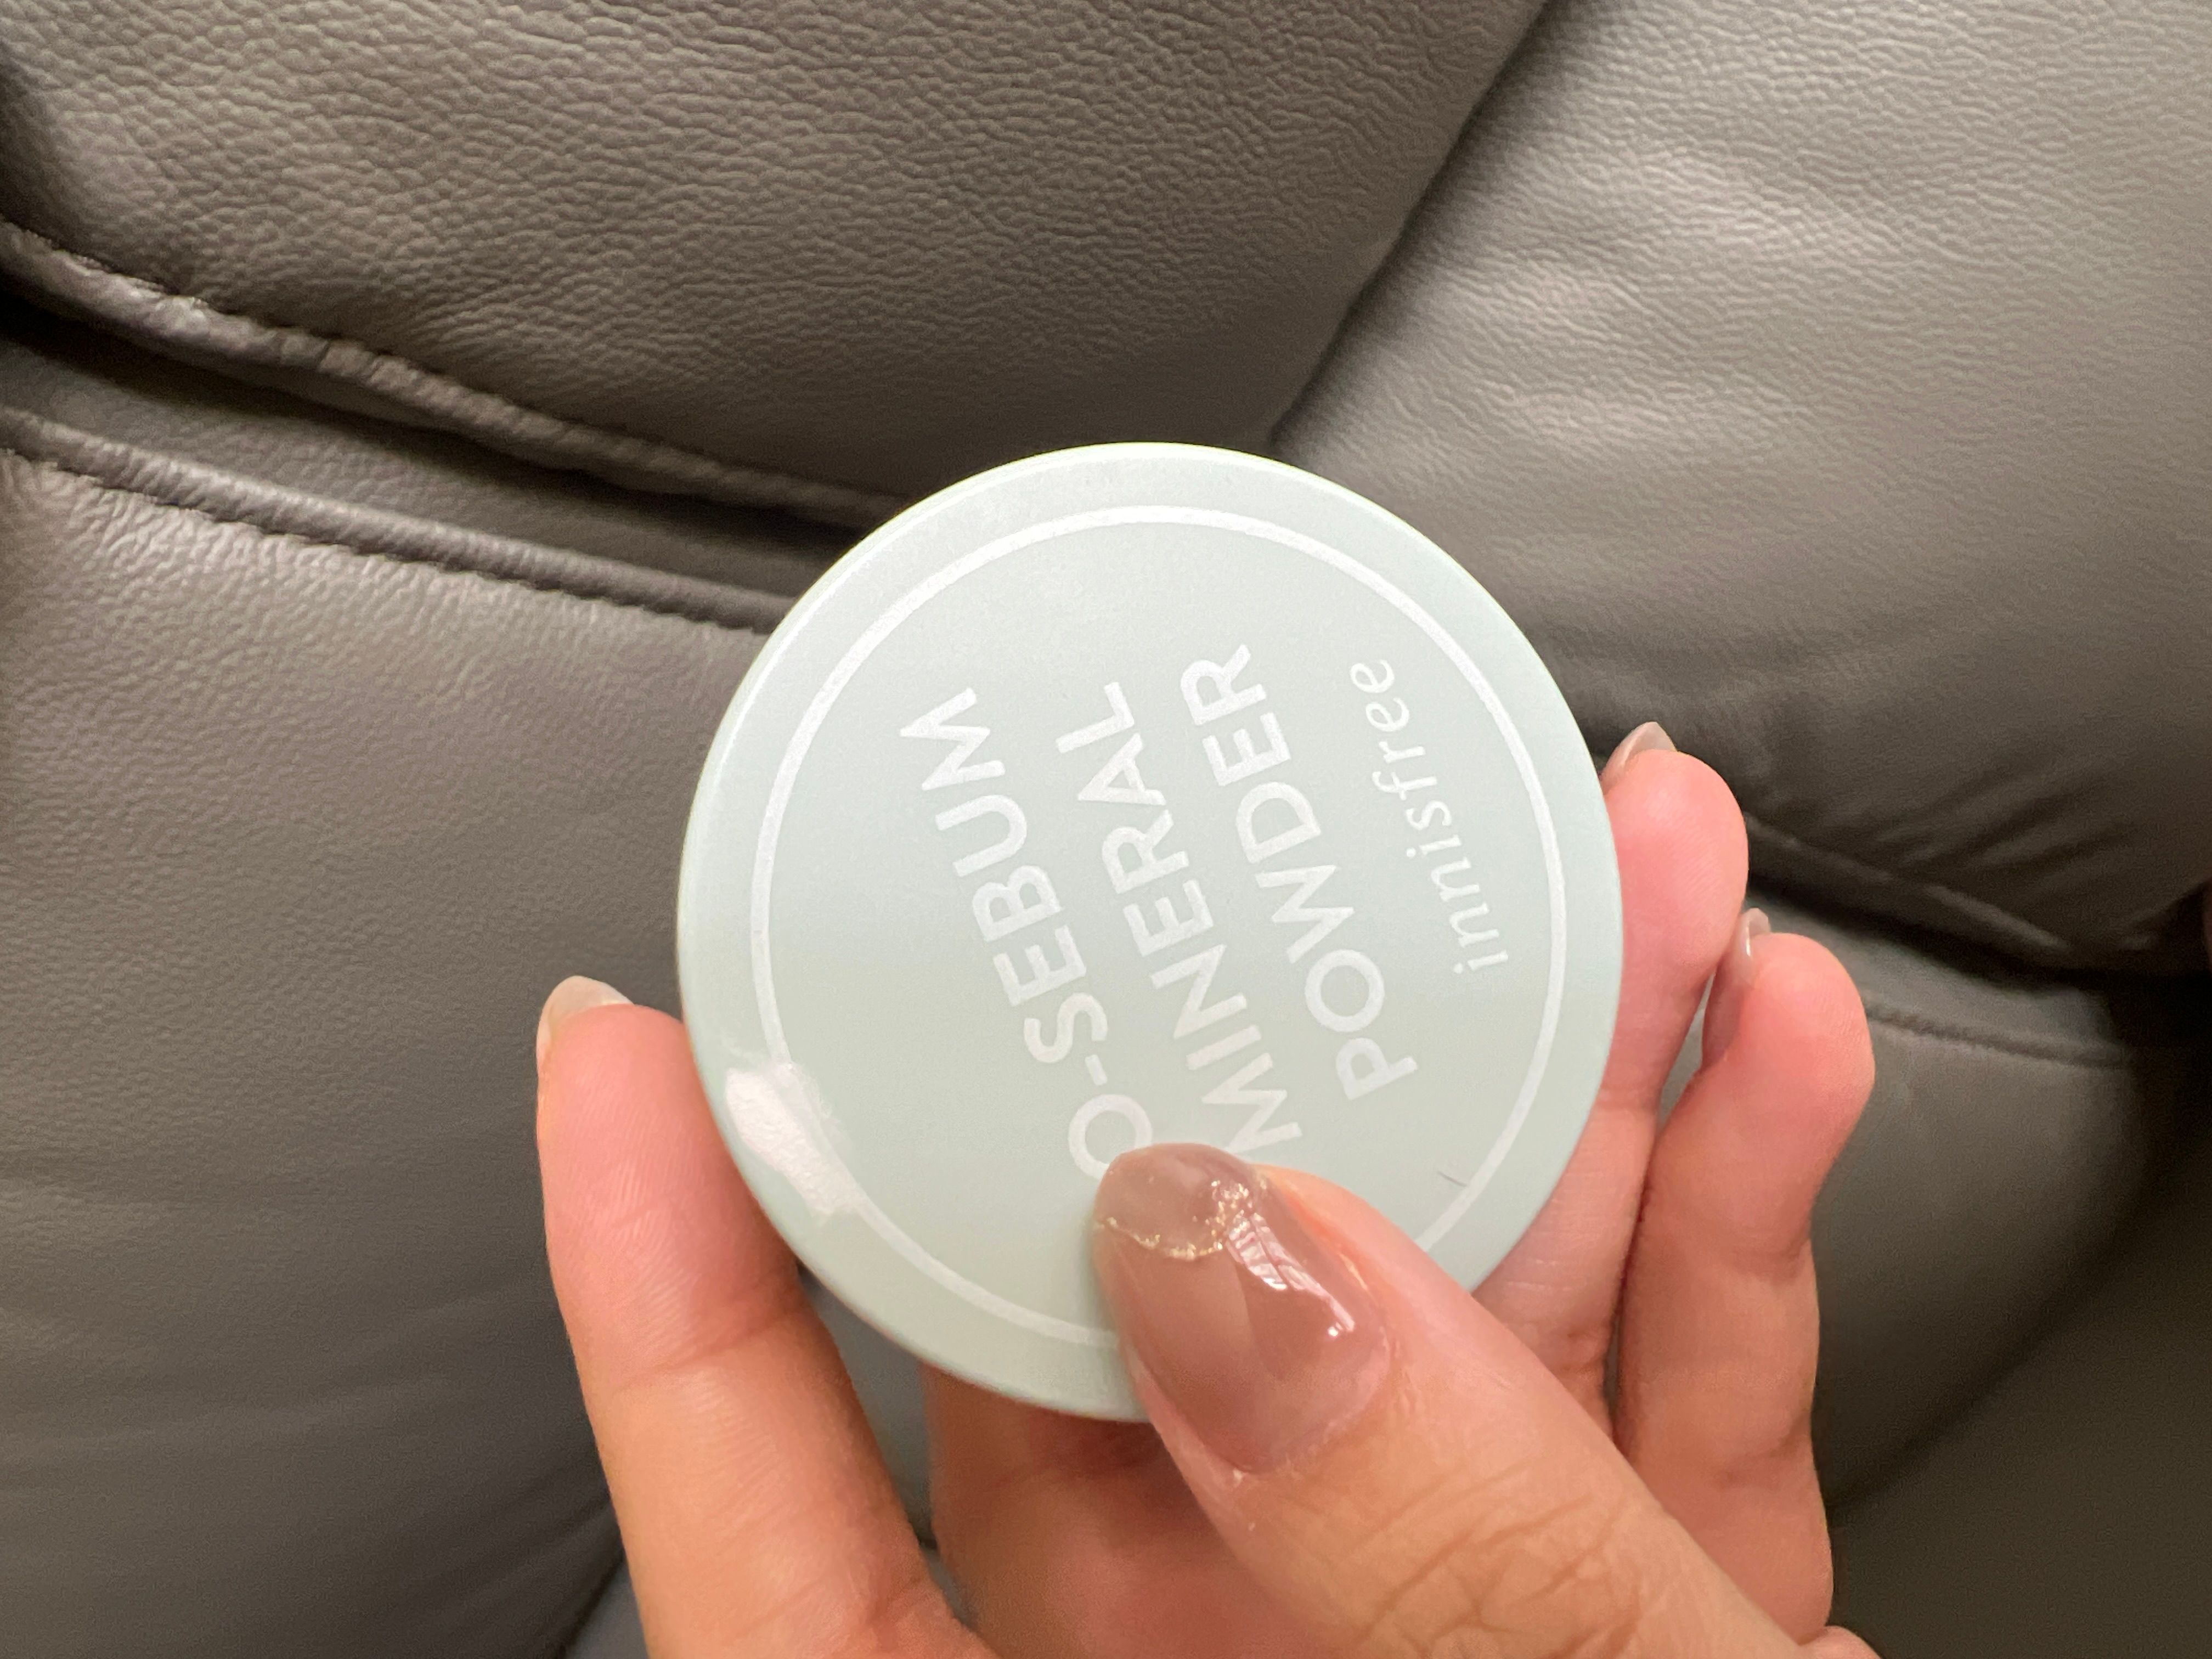 O-SEBUM
MINERAL
POWDER
innisfree